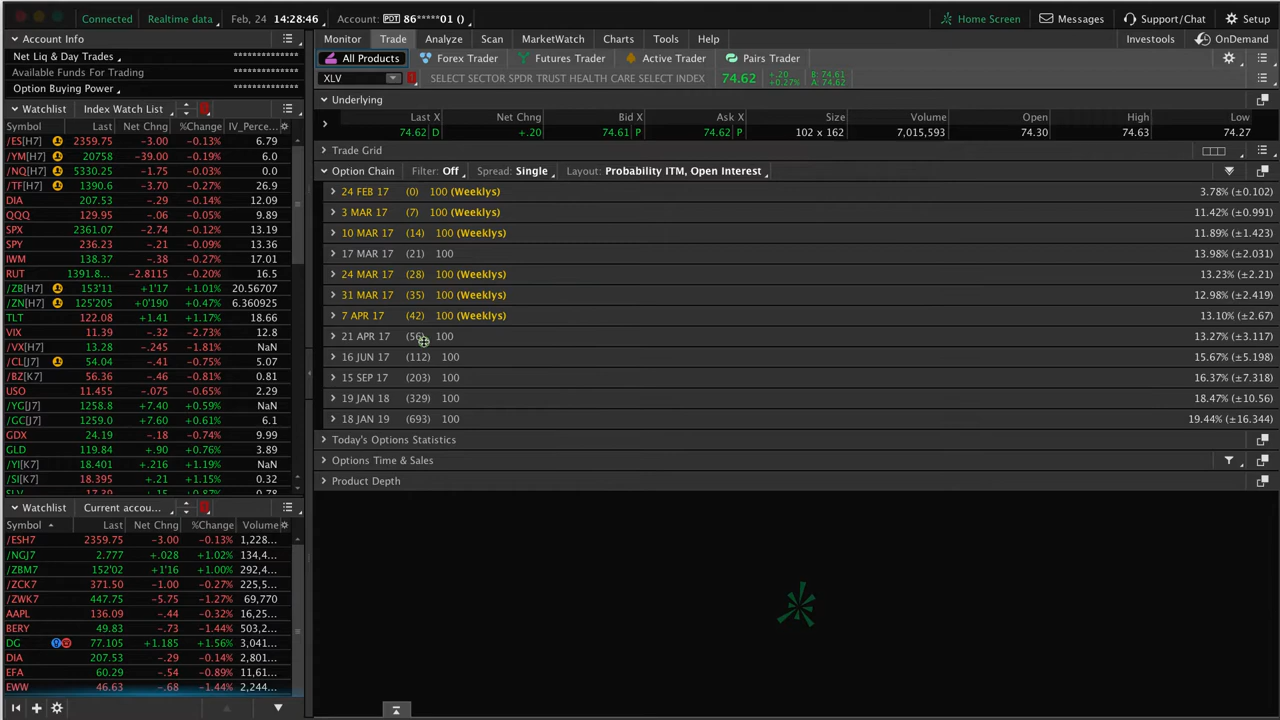 Connected Realtime data Feb, 24 14:28:46 Account: PDT 86*****01 () Home Screen Messages Support/Chat Setup
Account Info
Net Liq & Day Trades *************
Available Funds For Trading *************
Option Buying Power *************
Watchlist Index Watch List
Symbol Last Net Chng %Change IV_Perce...
/ES[H7] 2359.75 -3.00 -0.13% 6.79
/YM[H7] 20758 -39.00 -0.19% 6.0
/NQ[H7] 5330.25 -1.75 -0.03% 0.0
/TF[H7] 1390.6 -3.70 -0.27% 26.9
DIA 207.53 -.29 -0.14% 12.09
QQQ 129.95 -.06 -0.05% 9.89
SPX 2361.07 -2.74 -0.12% 13.19
SPY 236.23 -.21 -0.09% 13.36
IWM 138.37 -.38 -0.27% 17.01
RUT 1391.8... -2.8115 -0.20% 16.5
/ZB[H7] 153'11 +1'17 +1.01% 20.56707
/ZN[H7] 125'205 +0'190 +0.47% 6.360925
TLT 122.08 +1.41 +1.17% 18.66
VIX 11.39 -.32 -2.73% 12.8
/VX[H7] 13.28 -.245 -1.81% NaN
/CL[J7] 54.04 -.41 -0.75% 5.07
/BZ[K7] 56.36 -.46 -0.81% 0.81
USO 11.455 -.075 -0.65% 2.29
/YG[J7] 1258.8 +7.40 +0.59% NaN
/GC[J7] 1259.0 +7.60 +0.61% 6.1
GDX 24.19 -.18 -0.74% 9.99
GLD 119.84 +.90 +0.76% 3.89
/YI[K7] 18.401 +.216 +1.19% NaN
/SI[K7] 18.395 +.21 +1.15% 0.32
SLV 17.39 +.15 +0.87% 0.78
Watchlist Current accou...
Symbol Last Net Chng %Change Volume
/ESH7 2359.75 -3.00 -0.13% 1,228...
/NGJ7 2.777 +.028 +1.02% 134,4...
/ZBM7 152'02 +1'16 +1.00% 292,4...
/ZCK7 371.50 -1.00 -0.27% 225,5...
/ZWK7 447.75 -5.75 -1.27% 69,770
AAPL 136.09 -.44 -0.32% 16,25...
BERY 49.83 -.73 -1.44% 503,2...
DG 77.105 +1.185 +1.56% 3,041...
DIA 207.53 -.29 -0.14% 2,801...
EFA 60.29 -.54 -0.89% 11,61...
EWW 46.63 -.68 -1.44% 2,244...
Monitor Trade Analyze Scan MarketWatch Charts Tools Help Investools OnDemand
All Products Forex Trader Futures Trader Active Trader Pairs Trader
XLV SELECT SECTOR SPDR TRUST HEALTH CARE SELECT INDEX 74.62 +.20 +0.27% B: 74.61 A: 74.62
Underlying
Last X Net Chng Bid X Ask X Size Volume Open High Low
74.62 D +.20 74.61 P 74.62 P 102 x 162 7,015,593 74.30 74.63 74.27
Trade Grid
Option Chain Filter: Off Spread: Single Layout: Probability ITM, Open Interest
24 FEB 17 (0) 100 (Weeklys) 3.78% (±0.102)
3 MAR 17 (7) 100 (Weeklys) 11.42% (±0.991)
10 MAR 17 (14) 100 (Weeklys) 11.89% (±1.423)
17 MAR 17 (21) 100 13.98% (±2.031)
24 MAR 17 (28) 100 (Weeklys) 13.23% (±2.21)
31 MAR 17 (35) 100 (Weeklys) 12.98% (±2.419)
7 APR 17 (42) 100 (Weeklys) 13.10% (±2.67)
21 APR 17 (56) 100 13.27% (±3.117)
16 JUN 17 (112) 100 15.67% (±5.198)
15 SEP 17 (203) 100 16.37% (±7.318)
19 JAN 18 (329) 100 18.47% (±10.56)
18 JAN 19 (693) 100 19.44% (±16.344)
Today's Options Statistics
Options Time & Sales
Product Depth